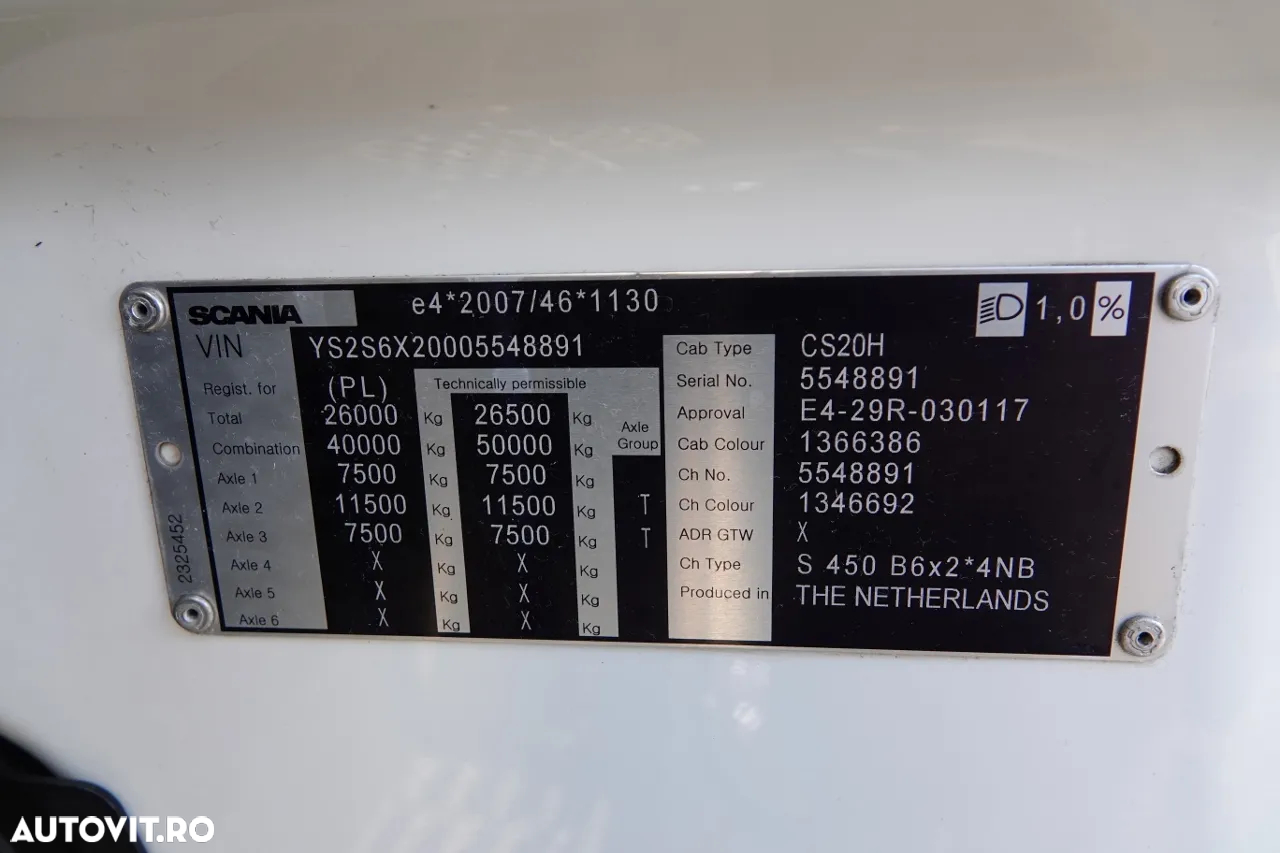 SCANIA e4*2007/46*1130 1,0 %
VIN YS2S6X20005548891 Cab Type CS20H
Regist. for (PL) Technically permissible Serial No. 5548891
Total 26000 Kg 26500 Kg Axle Group Approval E4-29R-030117
Combination 40000 Kg 50000 Kg Cab Colour 1366386
Axle 1 7500 Kg 7500 Kg Ch No. 5548891
Axle 2 11500 Kg 11500 Kg T Ch Colour 1346692
Axle 3 7500 Kg 7500 Kg T ADR GTW X
Axle 4 X Kg X Kg Ch Type S 450 B6x2*4NB
Axle 5 X Kg X Kg Produced in THE NETHERLANDS
Axle 6 X Kg X Kg
2325452
AUTOVIT.RO